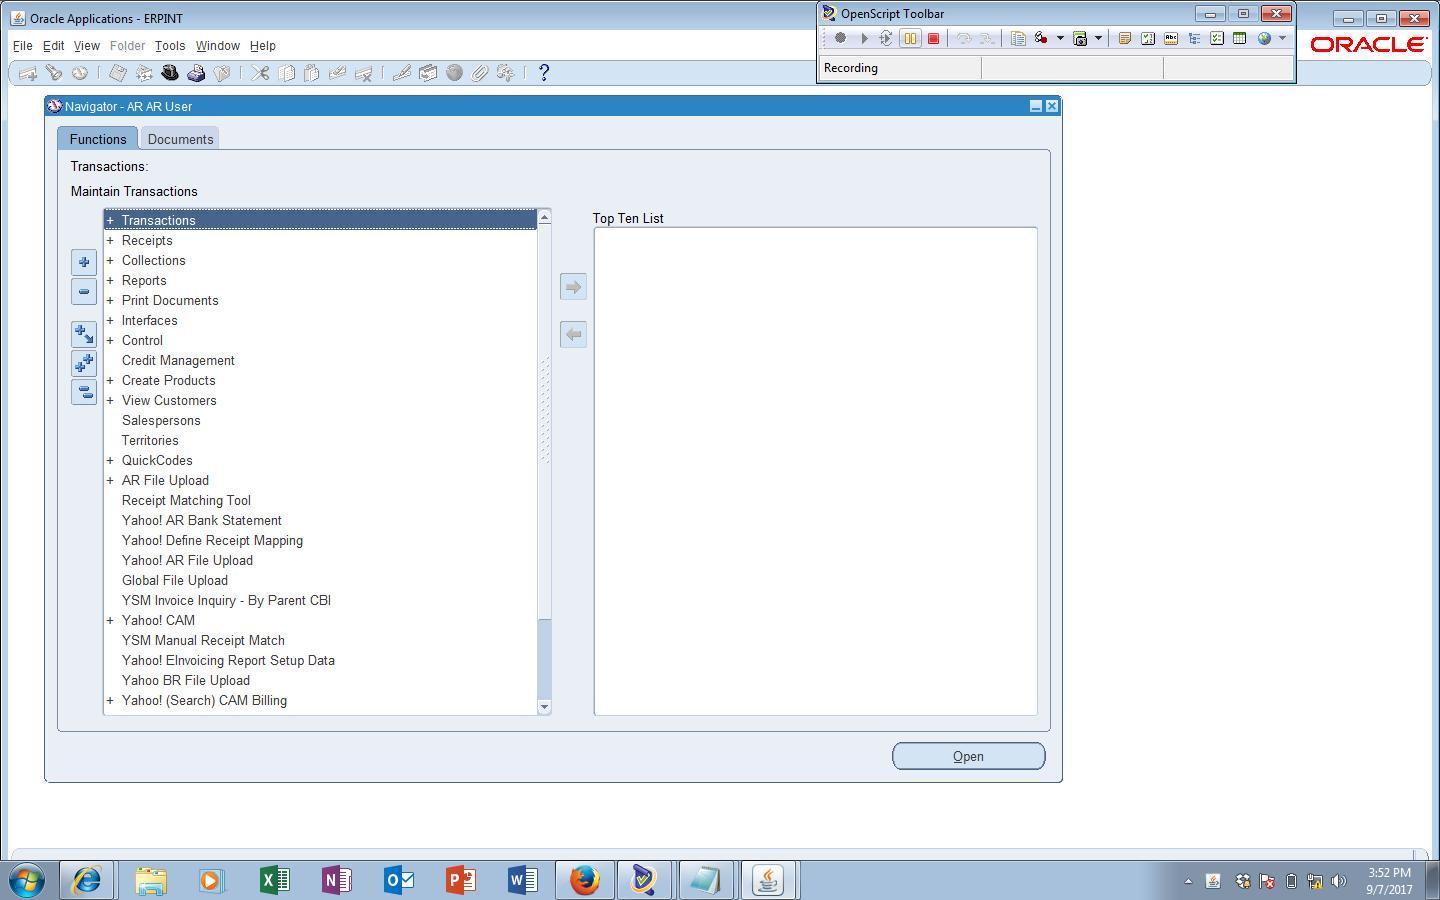 Oracle Applications - ERPINT
OpenScript Toolbar
File Edit View Folder Tools Window Help
ORACLE
Recording
Navigator - AR AR User
Functions Documents
Transactions:
Maintain Transactions
Top Ten List
+ Transactions
+ Receipts
+ Collections
+ Reports
+ Print Documents
+ Interfaces
+ Control
Credit Management
+ Create Products
+ View Customers
Salespersons
Territories
+ QuickCodes
+ AR File Upload
Receipt Matching Tool
Yahoo! AR Bank Statement
Yahoo! Define Receipt Mapping
Yahoo! AR File Upload
Global File Upload
YSM Invoice Inquiry - By Parent CBI
+ Yahoo! CAM
YSM Manual Receipt Match
Yahoo! EInvoicing Report Setup Data
Yahoo BR File Upload
+ Yahoo! (Search) CAM Billing
Open
3:52 PM
9/7/2017